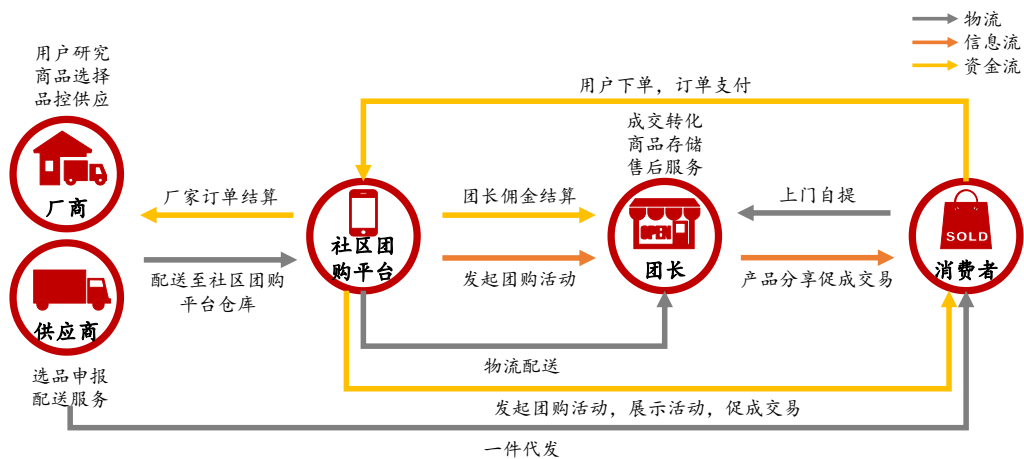 物流
信息流
资金流
用户研究
商品选择
品控供应
用户下单，订单支付
成交转化
商品存储
售后服务
厂商
厂家订单结算
团长佣金结算
上门自提
OPEN
SOLD
社区团
购平台
团长
消费者
配送至社区团购
平台仓库
发起团购活动
产品分享促成交易
供应商
物流配送
选品申报
配送服务
发起团购活动，展示活动，促成交易
一件代发